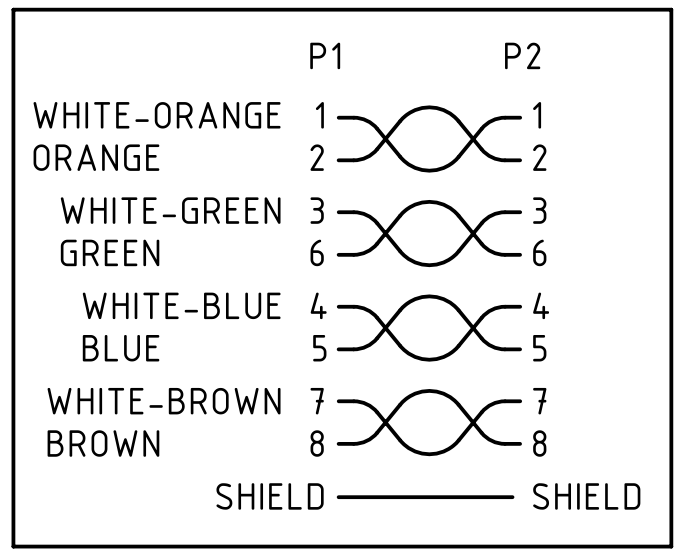 P1 P2
WHITE-ORANGE 1 1
ORANGE 2 2
WHITE-GREEN 3 3
GREEN 6 6
WHITE-BLUE 4 4
BLUE 5 5
WHITE-BROWN 7 7
BROWN 8 8
SHIELD SHIELD